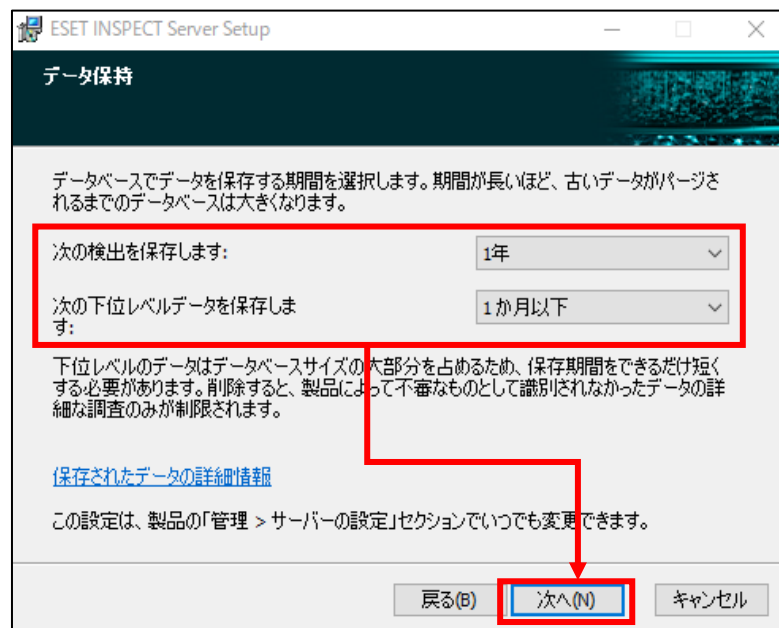 ESET INSPECT Server Setup
データ保持
データベースでデータを保存する期間を選択します。期間が長いほど、古いデータがパージさ
れるまでのデータベースは大きくなります。
次の検出を保存します:
1年
次の下位レベルデータを保存しま
す:
1か月以下
下位レベルのデータはデータベースサイズの大部分を占めるため、保存期間をできるだけ短く
する必要があります。削除すると、製品によって不審なものとして識別されなかったデータの詳
細な調査のみが制限されます。
保存されたデータの詳細情報
この設定は、製品の「管理 > サーバーの設定」セクションでいつでも変更できます。
戻る(B)
次へ(N)
キャンセル